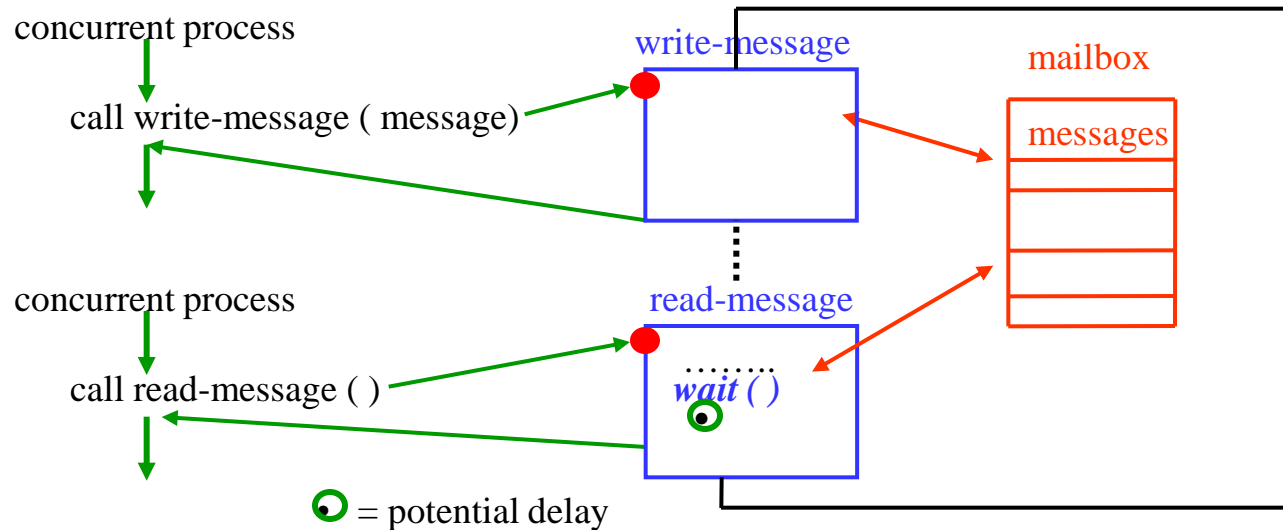 concurrent process
write-message
mailbox
call write-message ( message)
messages
concurrent process
read-message
call read-message ( )
wait ( )
= potential delay